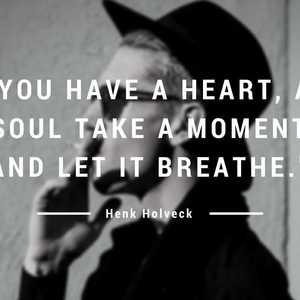 YOU HAVE A HEART, A
SOUL TAKE A MOMENT
AND LET IT BREATHE."
Henk Holveck